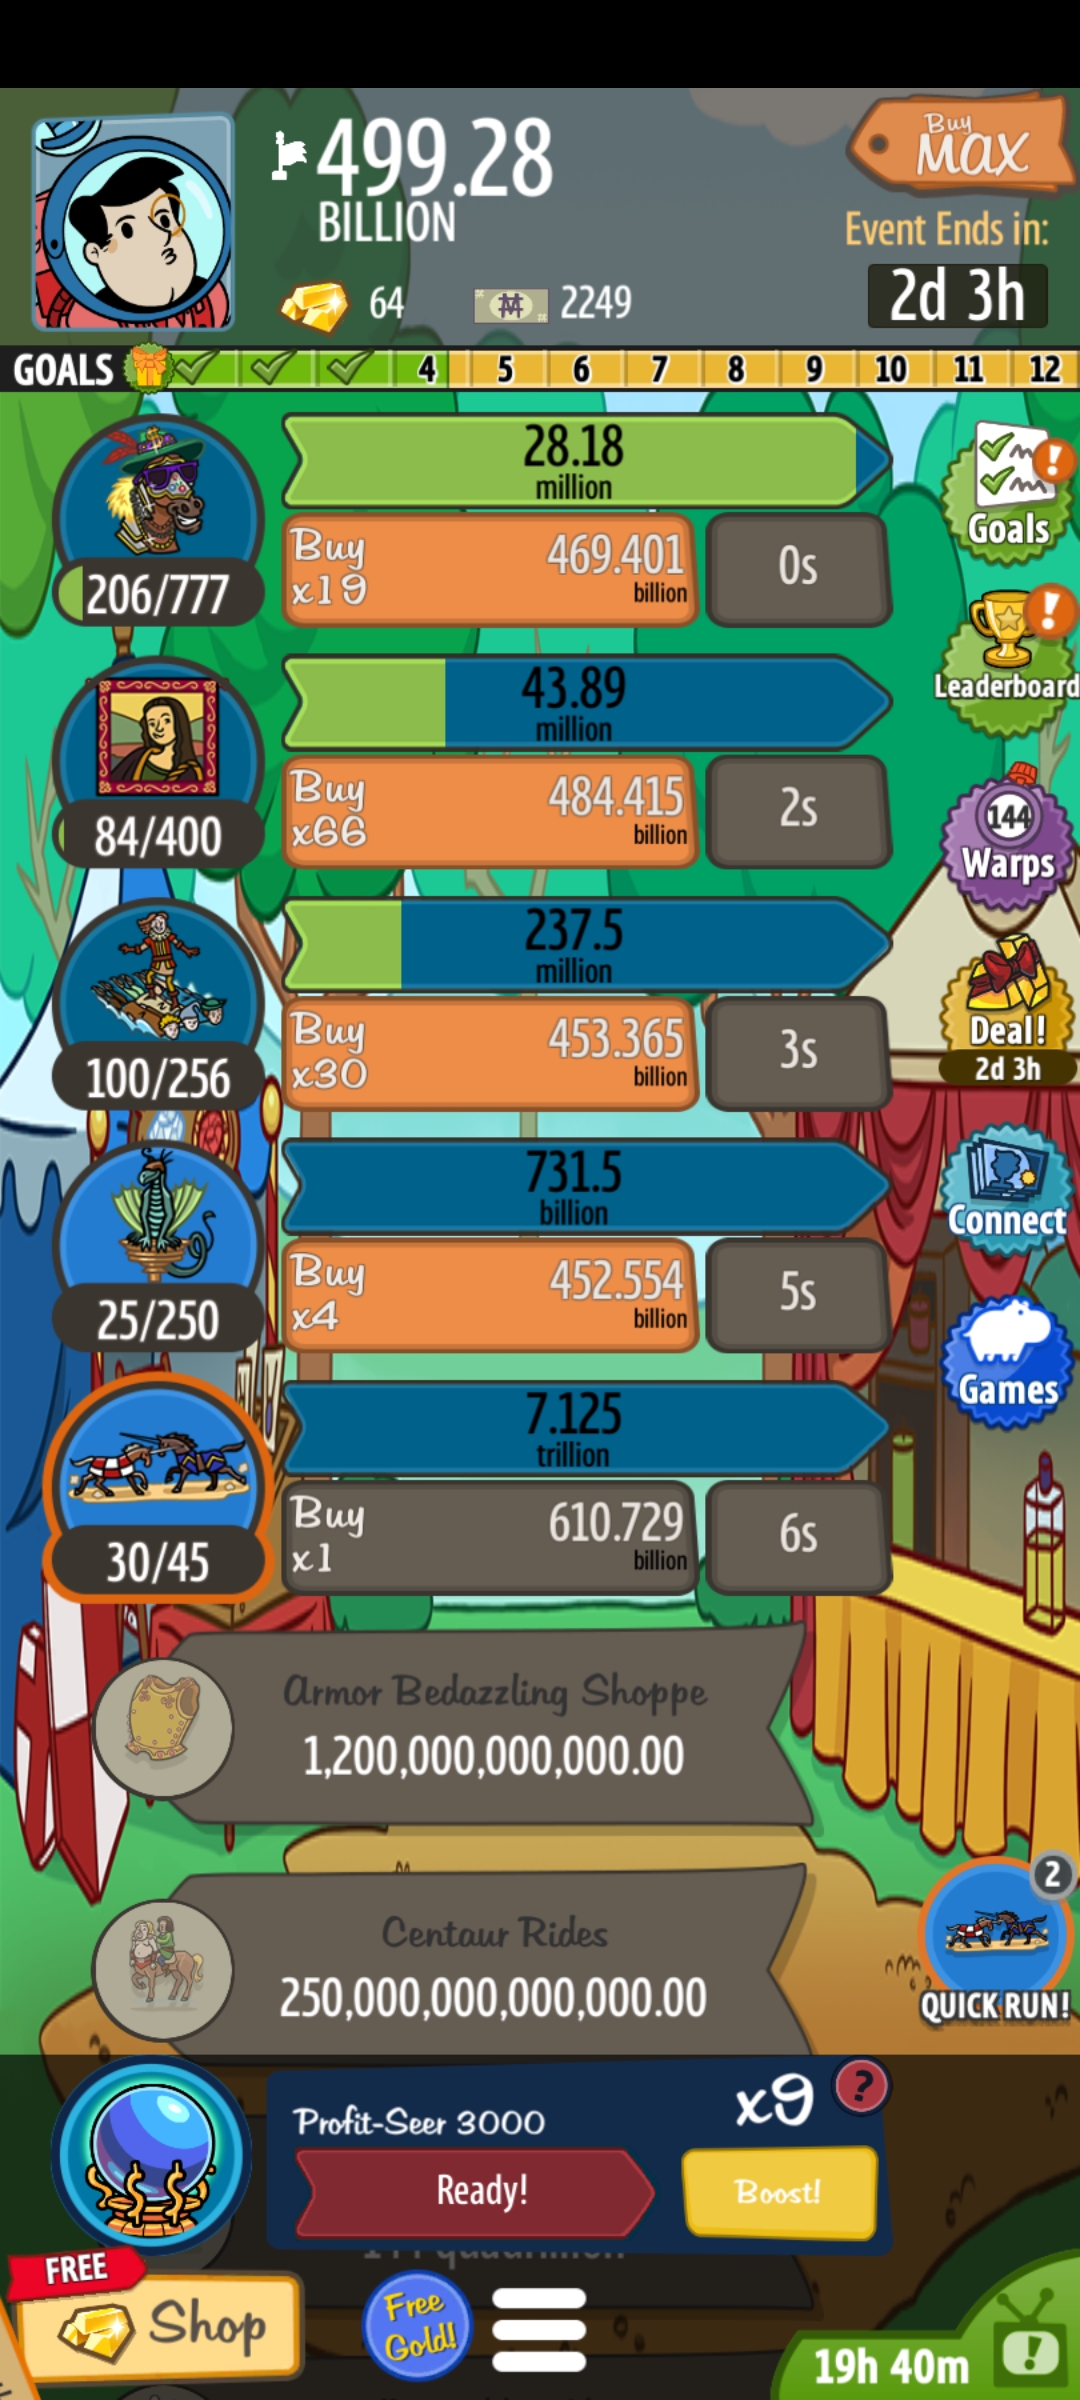 499.28
BILLION
64
2249
Buy
MAX
Event Ends in:
2d 3h
GOALS 4 5 6 7 8 9 10 11 12
28.18
million
Buy
x19
469.401
billion
0s
206/777
Goals
43.89
million
Buy
x66
484.415
billion
2s
84/400
Leaderboard
237.5
million
Buy
x30
453.365
billion
3s
100/256
144
Warps
Deal!
2d 3h
731.5
billion
Buy
x4
452.554
billion
5s
25/250
Connect
7.125
trillion
Buy
x1
610.729
billion
6s
30/45
Games
Armor Bedazzling Shoppe
1,200,000,000,000.00
Centaur Rides
250,000,000,000,000.00
2
QUICK RUN!
Profit-Seer 3000
x9
?
Ready!
Boost!
FREE
Shop
Free
Gold!
19h 40m